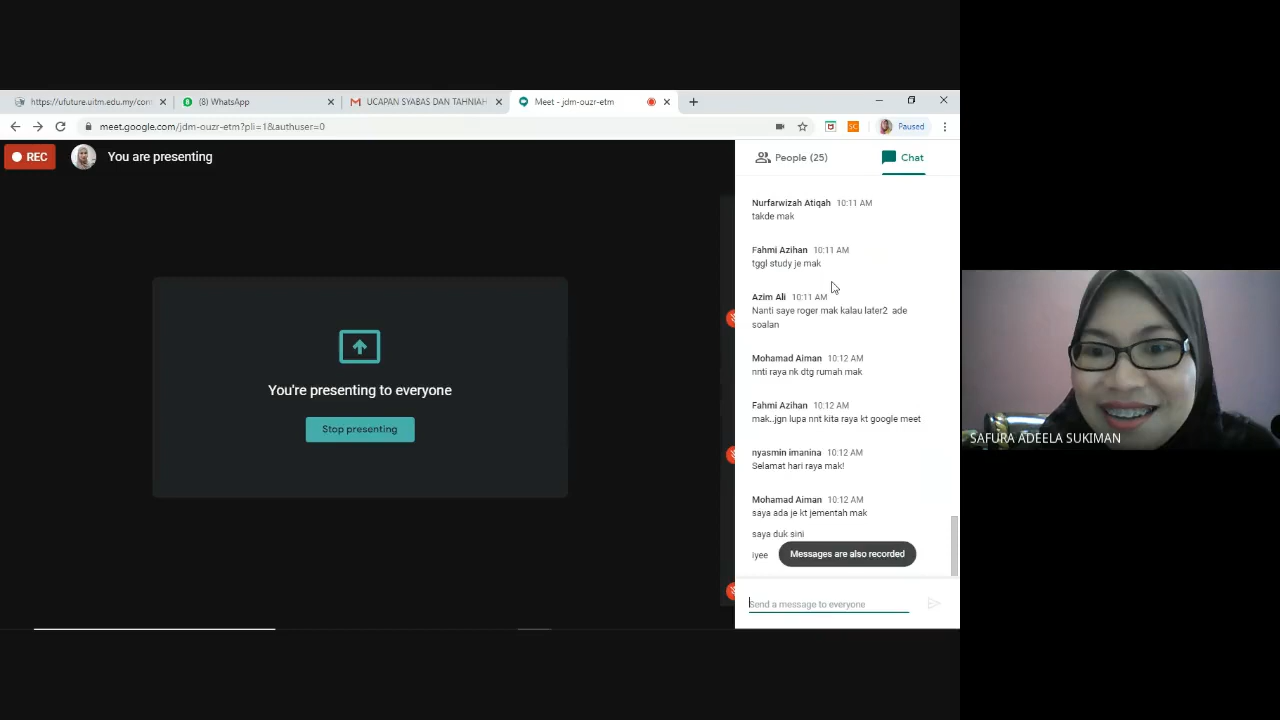 https://ufuture.uitm.edu.my/com
(8) WhatsApp
UCAPAN SYABAS DAN TAHNIAH
Meet - jdm-ouzr-etm
meet.google.com/jdm-ouzr-etm?pli=1&authuser=0
Paused
REC
You are presenting
People (25)
Chat
Nurfarwizah Atiqah 10:11 AM
takde mak
Fahmi Azihan 10:11 AM
tggl study je mak
Azim Ali 10:11 AM
Nanti saye roger mak kalau later2 ade
soalan
Mohamad Aiman 10:12 AM
nnti raya nk dtg rumah mak
Fahmi Azihan 10:12 AM
mak..jgn lupa nnt kita raya kt google meet
nyasmin imanina 10:12 AM
Selamat hari raya mak!
Mohamad Aiman 10:12 AM
saya ada je kt jementah mak
saya duk sini
iyee
Messages are also recorded
Send a message to everyone
You're presenting to everyone
Stop presenting
SAFURA ADEELA SUKIMAN